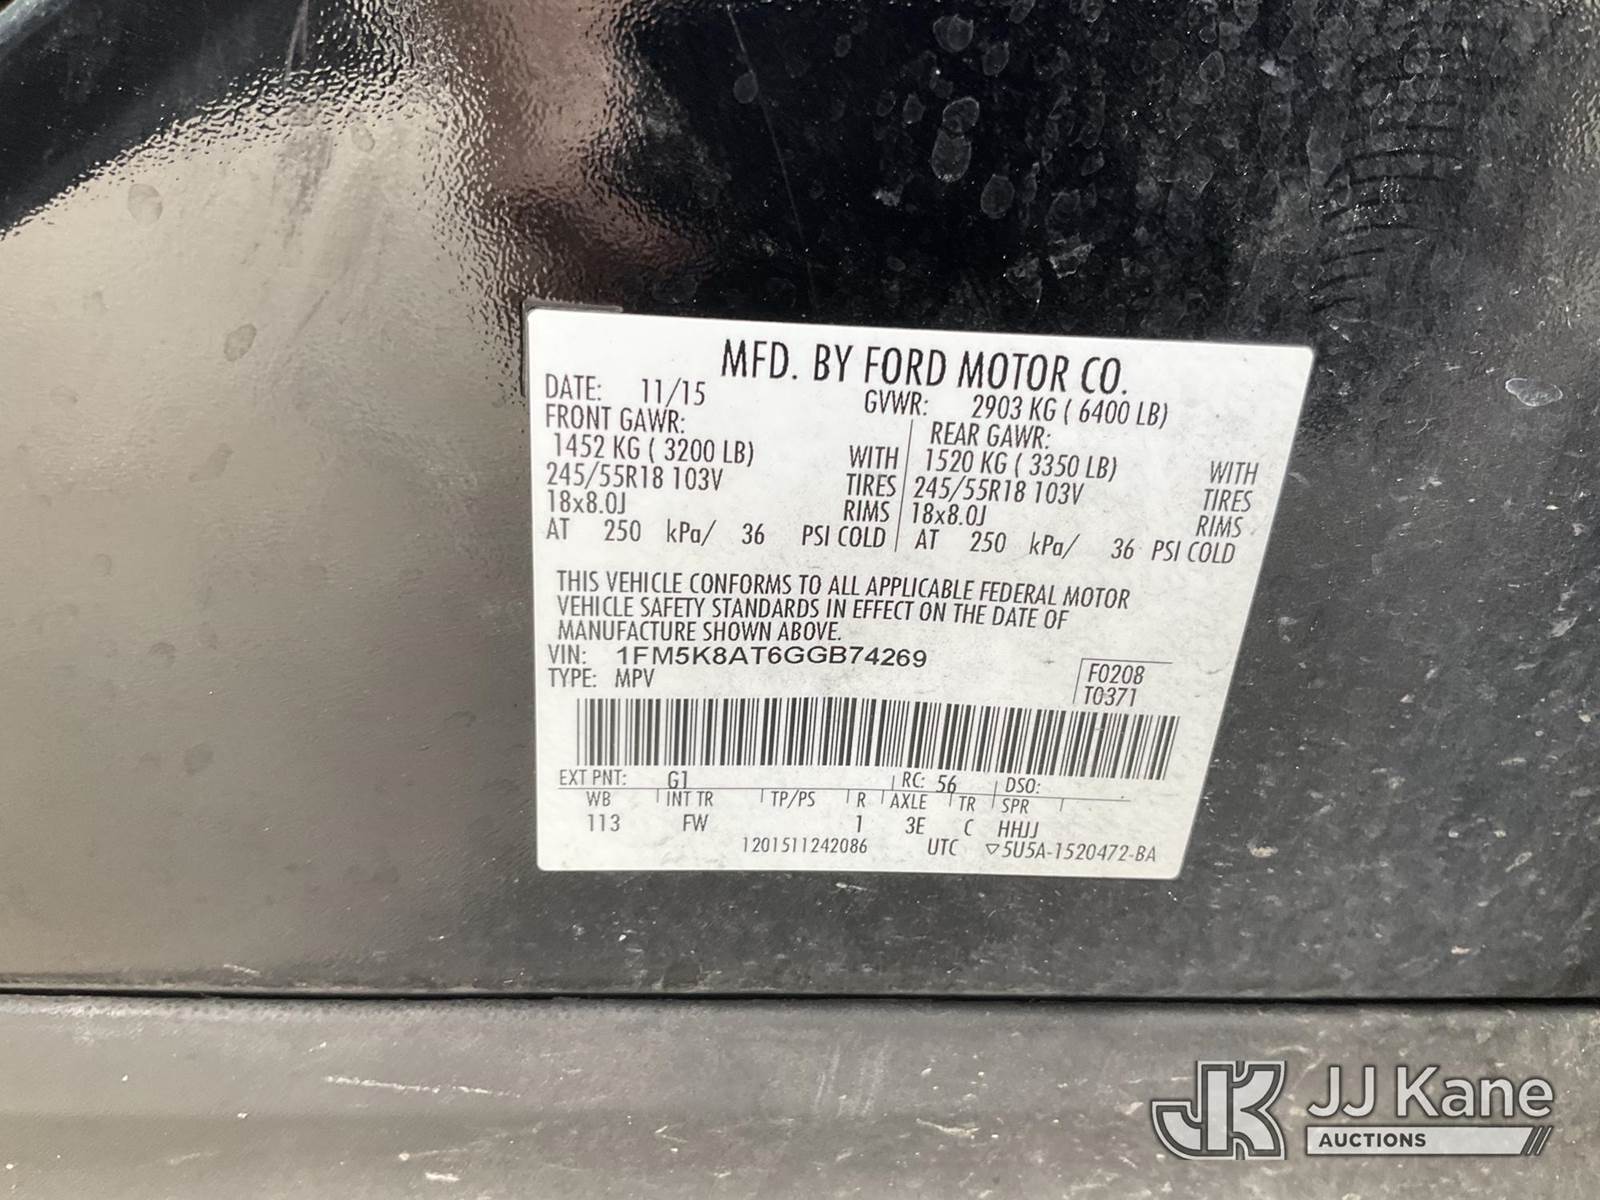 MFD. BY FORD MOTOR CO.
DATE: 11/15 GVWR: 2903 KG ( 6400 LB)
FRONT GAWR: REAR GAWR:
1452 KG ( 3200 LB) WITH 1520 KG ( 3350 LB) WITH
245/55R18 103V TIRES 245/55R18 103V TIRES
18x8.0J RIMS 18x8.0J RIMS
AT 250 kPa/ 36 PSI COLD AT 250 kPa/ 36 PSI COLD
THIS VEHICLE CONFORMS TO ALL APPLICABLE FEDERAL MOTOR
VEHICLE SAFETY STANDARDS IN EFFECT ON THE DATE OF
MANUFACTURE SHOWN ABOVE.
VIN: 1FM5K8AT6GGB74269
TYPE: MPV
F0208
T0371
EXT PNT: G1 RC: 56 DSO:
WB INT TR TP/PS R AXLE TR SPR
113 FW 1 3E C HHJJ
1201511242086 UTC ▽5U5A-1520472-BA
JK JJ Kane
AUCTIONS